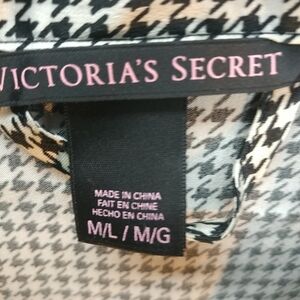 VICTORIA'S SECRET
MADE IN CHINA
FAIT EN CHINE
HECHO EN CHINA
M/L / M/G